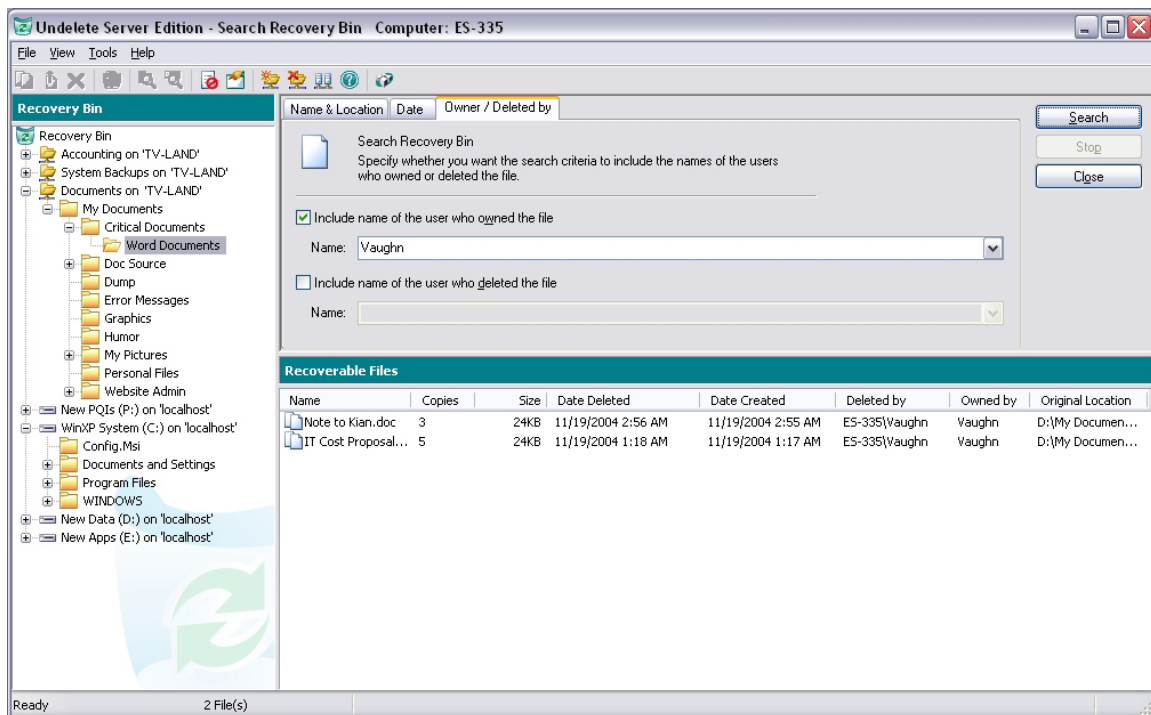 Undelete Server Edition - Search Recovery Bin   Computer: ES-335
File View Tools Help
Recovery Bin
Recovery Bin
Accounting on 'TV-LAND'
System Backups on 'TV-LAND'
Documents on 'TV-LAND'
My Documents
Critical Documents
Word Documents
Doc Source
Dump
Error Messages
Graphics
Humor
My Pictures
Personal Files
Website Admin
New PQIs (P:) on 'localhost'
WinXP System (C:) on 'localhost'
Config.Msi
Documents and Settings
Program Files
WINDOWS
New Data (D:) on 'localhost'
New Apps (E:) on 'localhost'
Name & Location Date Owner / Deleted by
Search Recovery Bin
Specify whether you want the search criteria to include the names of the users
who owned or deleted the file.
Include name of the user who owned the file
Name: Vaughn
Include name of the user who deleted the file
Name:
Search
Stop
Close
Recoverable Files
Name Copies Size Date Deleted Date Created Deleted by Owned by Original Location
Note to Kian.doc 3 24KB 11/19/2004 2:56 AM 11/19/2004 2:55 AM ES-335\Vaughn Vaughn D:\My Documen...
IT Cost Proposal... 5 24KB 11/19/2004 1:18 AM 11/19/2004 1:17 AM ES-335\Vaughn Vaughn D:\My Documen...
Ready 2 File(s)